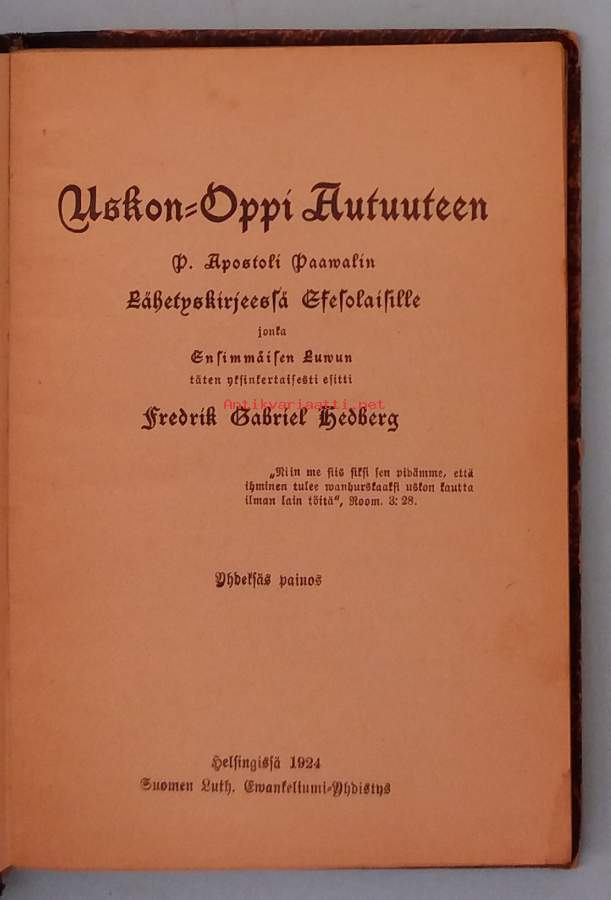 Uskon-Oppi Autuuteen
P. Apostoli Paawalin
Lähetyskirjeessä Efesolaisille
jonka
Ensimmäisen Luwun
täten yksinkertaisesti esitti
Antikvariaatti.net
Fredrik Gabriel Hedberg
„Niin me siis siksi sen pidämme, että
ihminen tulee wanhurskaaksi uskon kautta
ilman lain töitä“, Room. 3: 28.
Yhdeksäs painos
Helsingissä 1924
Suomen Luth. Ewankeliumi-Yhdistys